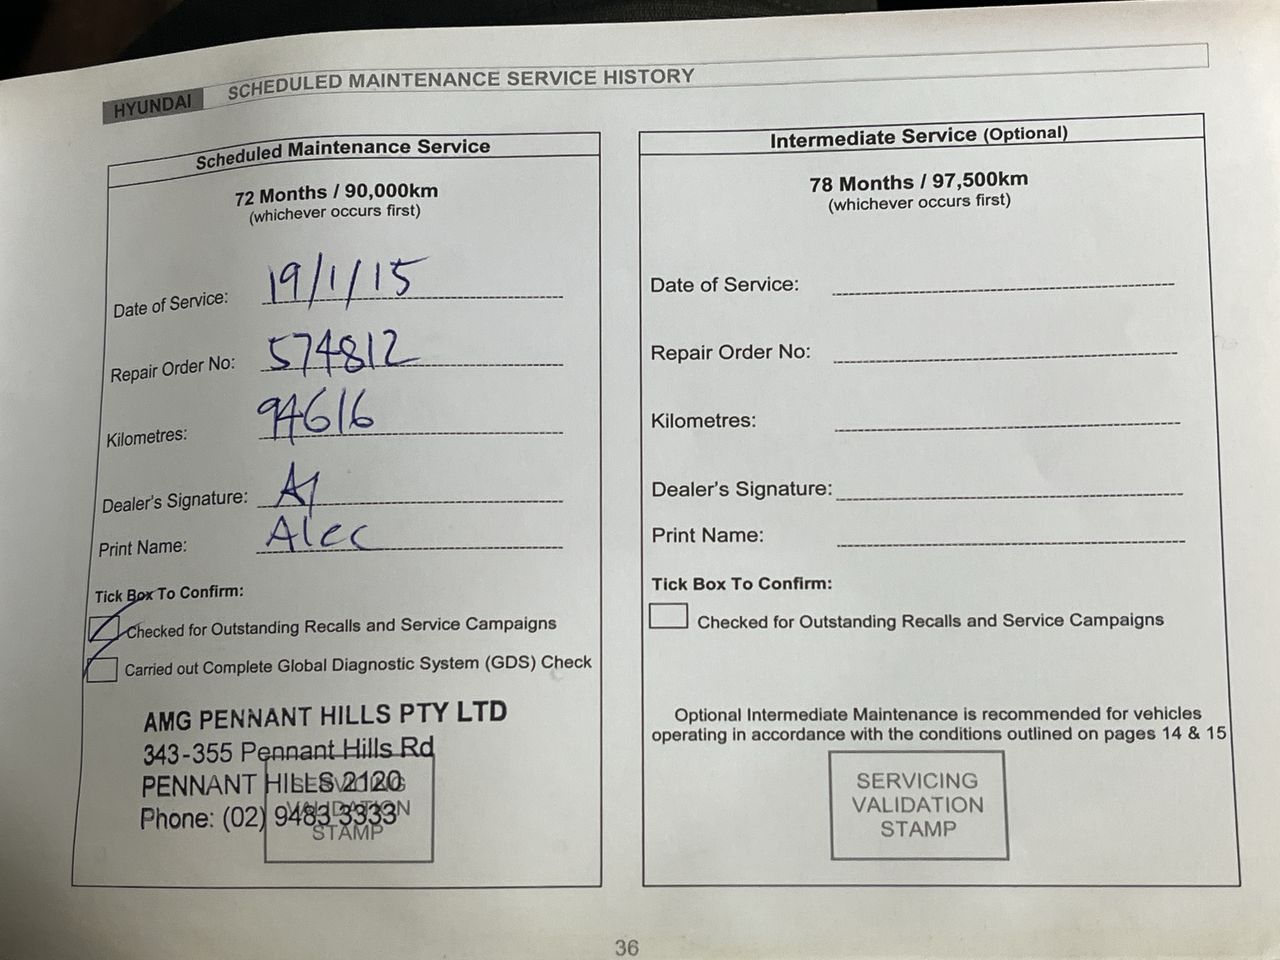 HYUNDAI SCHEDULED MAINTENANCE SERVICE HISTORY
Scheduled Maintenance Service
72 Months / 90,000km
(whichever occurs first)
Date of Service: 19/1/15
Repair Order No: 574812
Kilometres: 94616
Dealer's Signature:
Print Name: Alec
Tick Box To Confirm:
Checked for Outstanding Recalls and Service Campaigns
Carried out Complete Global Diagnostic System (GDS) Check
AMG PENNANT HILLS PTY LTD
343-355 Pennant Hills Rd
PENNANT HILLS 2120
Phone: (02) 9483 3333
SERVICING
VALIDATION
STAMP
Intermediate Service (Optional)
78 Months / 97,500km
(whichever occurs first)
Date of Service:
Repair Order No:
Kilometres:
Dealer's Signature:
Print Name:
Tick Box To Confirm:
Checked for Outstanding Recalls and Service Campaigns
Optional Intermediate Maintenance is recommended for vehicles
operating in accordance with the conditions outlined on pages 14 & 15
SERVICING
VALIDATION
STAMP
36